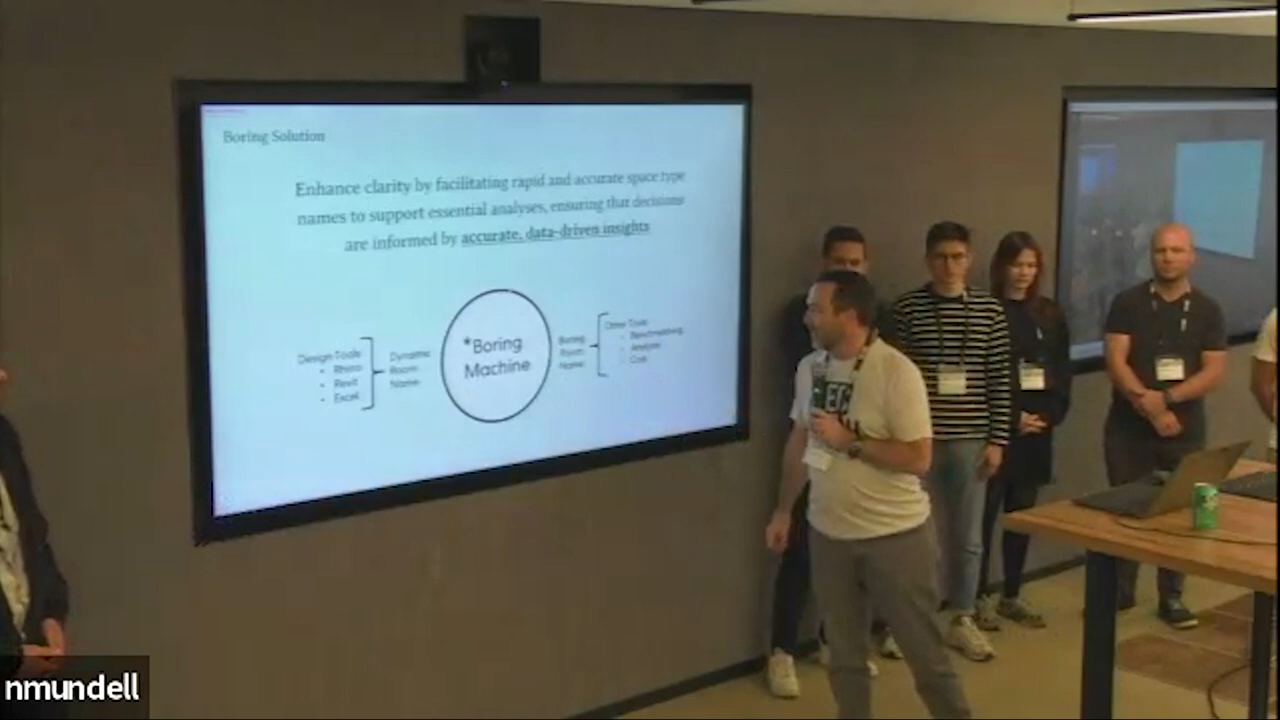 Boring Solution
Enhance clarity by facilitating rapid and accurate space type
names to support essential analyses, ensuring that decisions
are informed by accurate, data-driven insights
Design Tools
• Rhino
• Revit
• Excel
Dynamic
Room
Name
*Boring
Machine
Boring
Room
Name
Other Tools
• Benchmarking
• Analysis
• Cost
nmundell